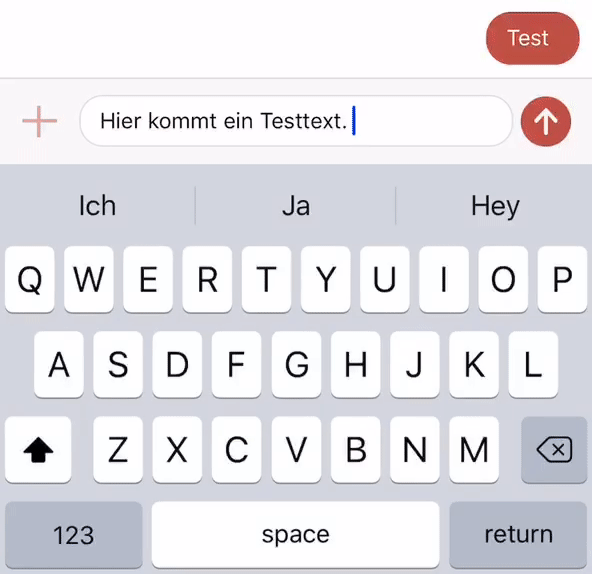 Test
Hier kommt ein Testtext.
Ich Ja Hey
Q W E R T Y U I O P
A S D F G H J K L
Z X C V B N M
123 space return